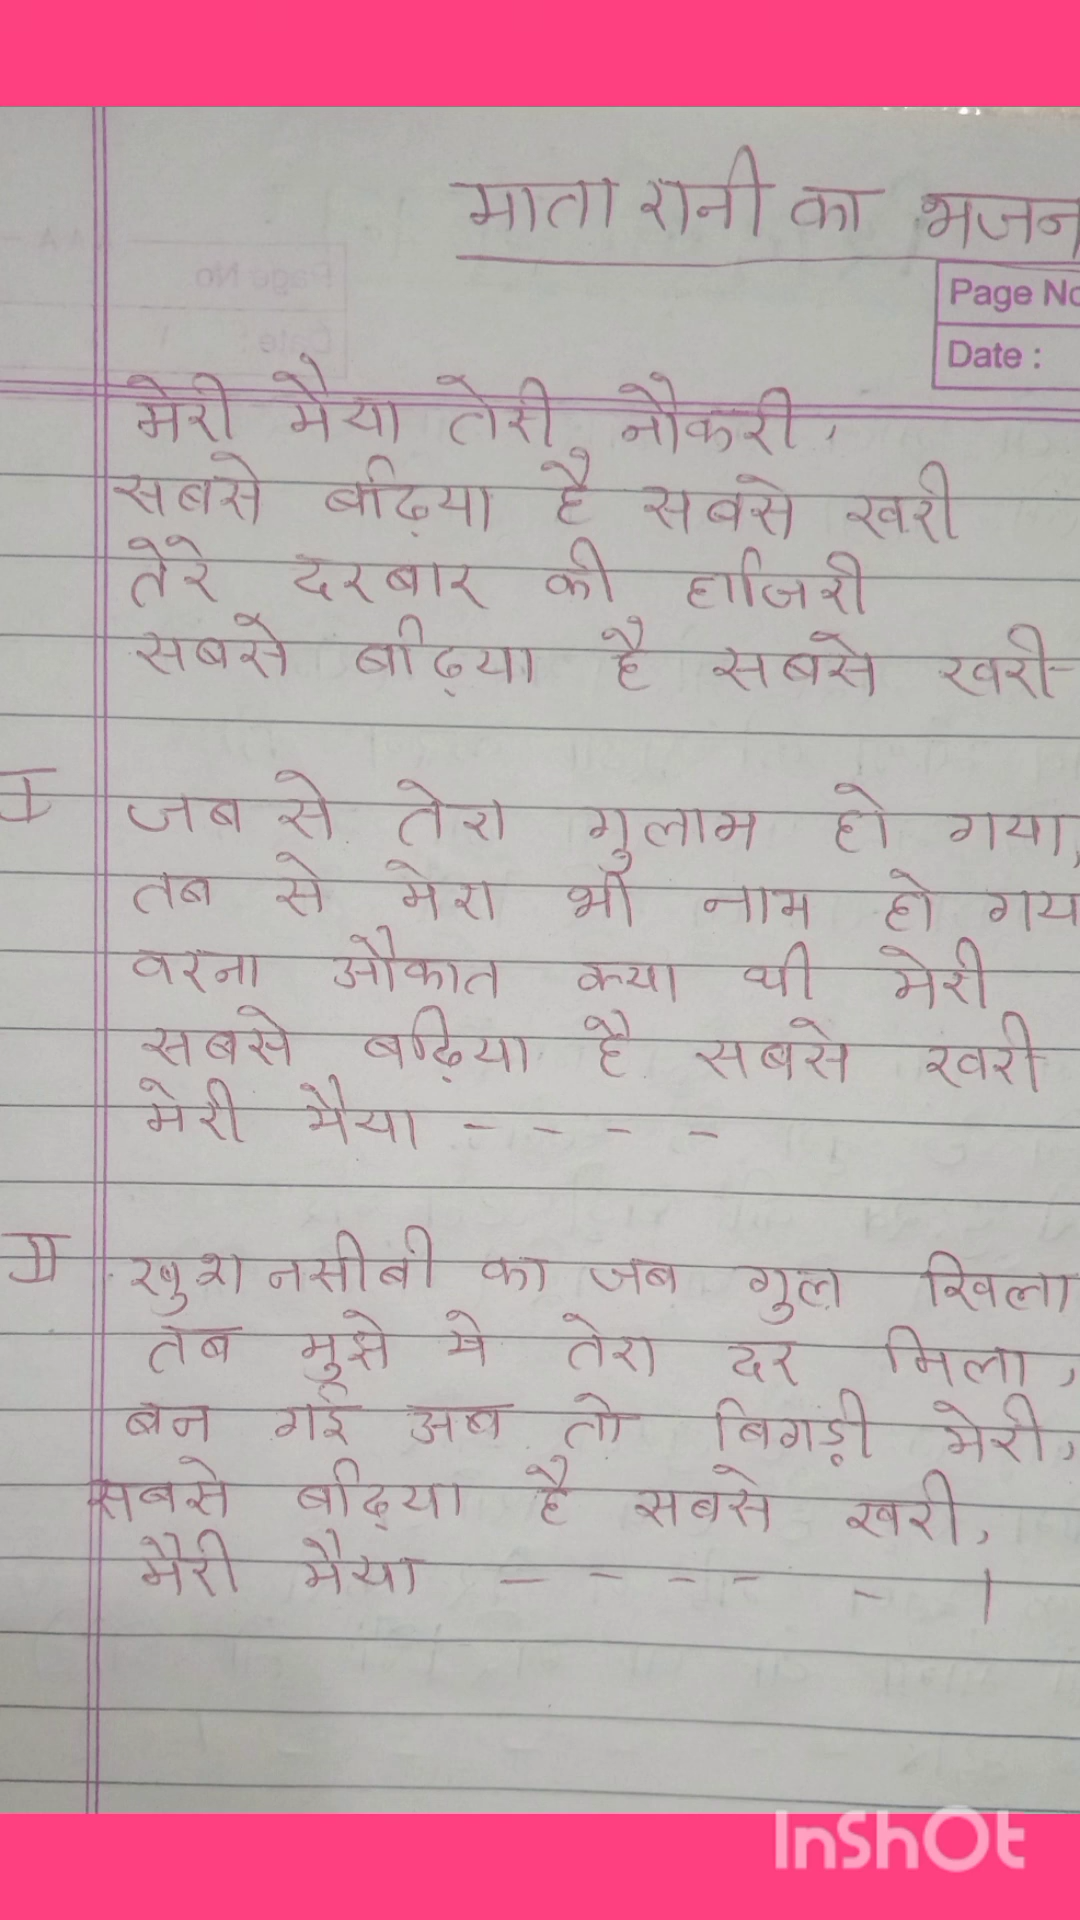 माता रानी का भजन
Page No
Date :
मेरी मैया तेरी नौकरी,
सबसे बढ़िया है सबसे खरी
तेरे दरबार की हाजिरी
सबसे बढ़िया है सबसे खरी
I जब से तेरा गुलाम हो गया,
तब से मेरा भी नाम हो गय
वरना औकात क्या थी मेरी
सबसे बढ़िया है सबसे खरी
मेरी मैया - - - -
II खुश नसीबी का जब गुल खिला
तब मुझे ये तेरा दर मिला,
बन गई अब तो बिगड़ी मेरी,
सबसे बढ़िया है सबसे खरी,
मेरी मैया - - - - - ।
InShOt